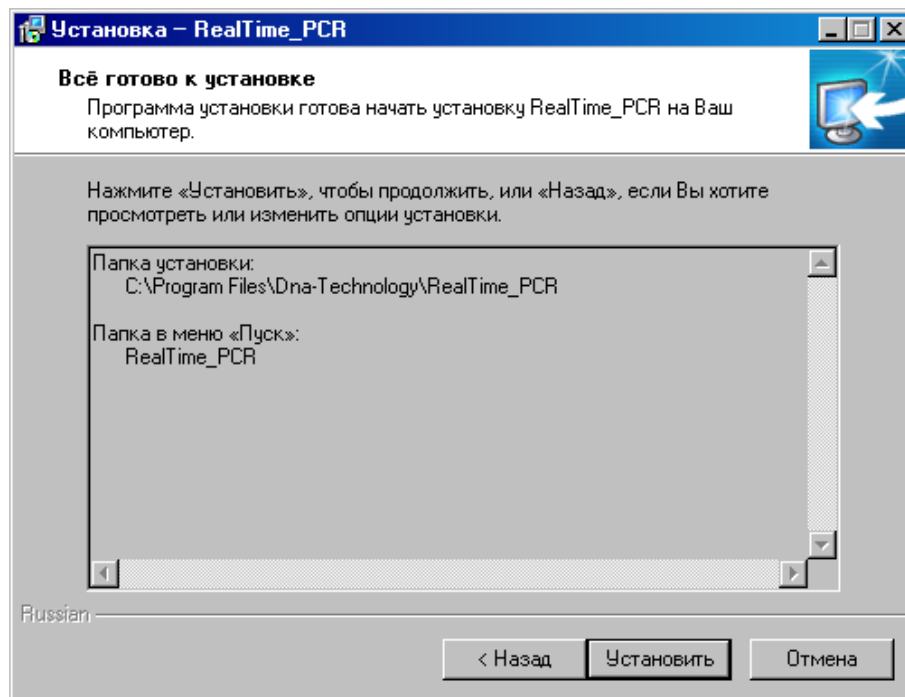 Установка – RealTime_PCR
Всё готово к установке
Программа установки готова начать установку RealTime_PCR на Ваш
компьютер.
Нажмите «Установить», чтобы продолжить, или «Назад», если Вы хотите
просмотреть или изменить опции установки.
Папка установки:
C:\Program Files\Dna-Technology\RealTime_PCR
Папка в меню «Пуск»:
RealTime_PCR
Russian
< Назад
Установить
Отмена